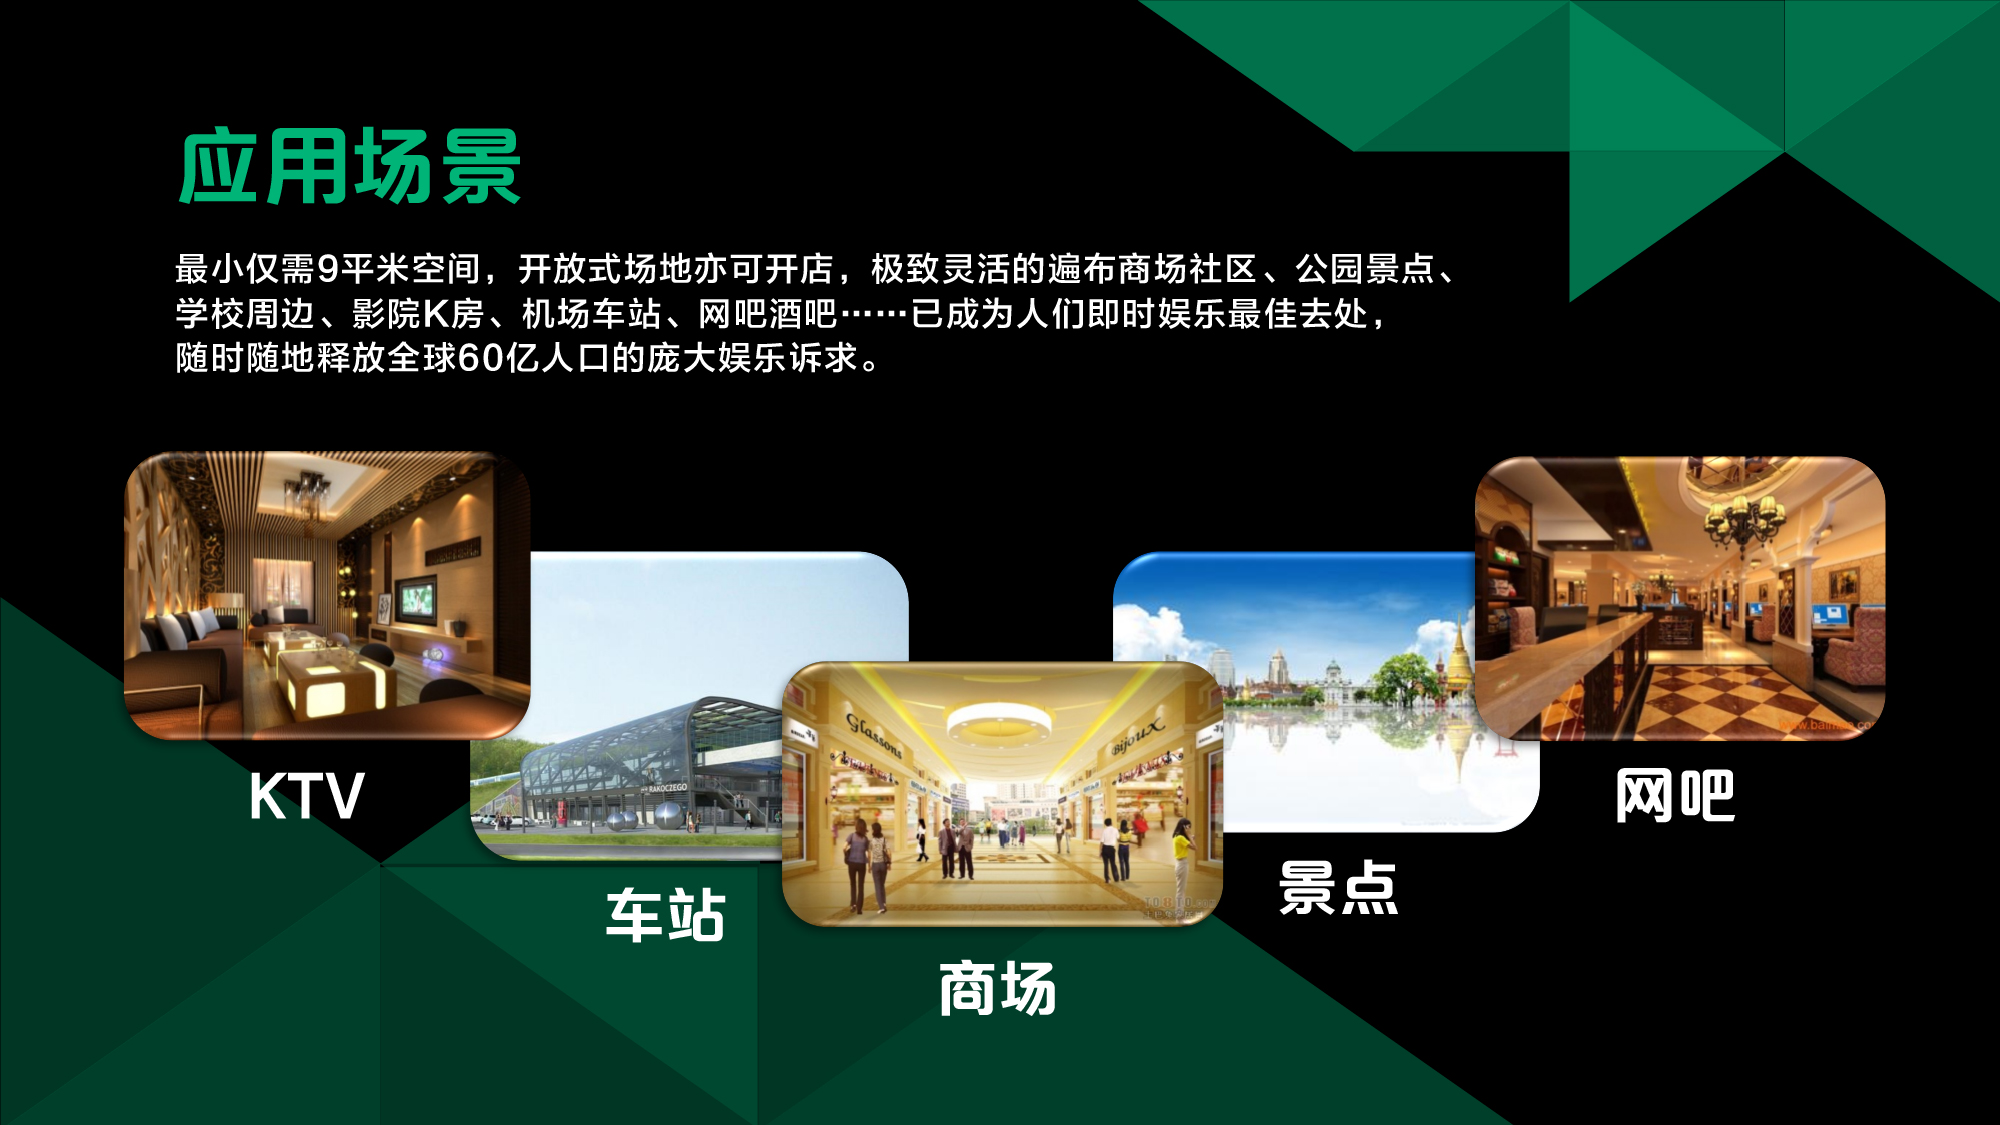 应用场景
最小仅需9平米空间，开放式场地亦可开店，极致灵活的遍布商场社区、公园景点、
学校周边、影院K房、机场车站、网吧酒吧……已成为人们即时娱乐最佳去处，
随时随地释放全球60亿人口的庞大娱乐诉求。
KTV
RAKOCZEGO
车站
Glassons
BijouX
商场
景点
网吧